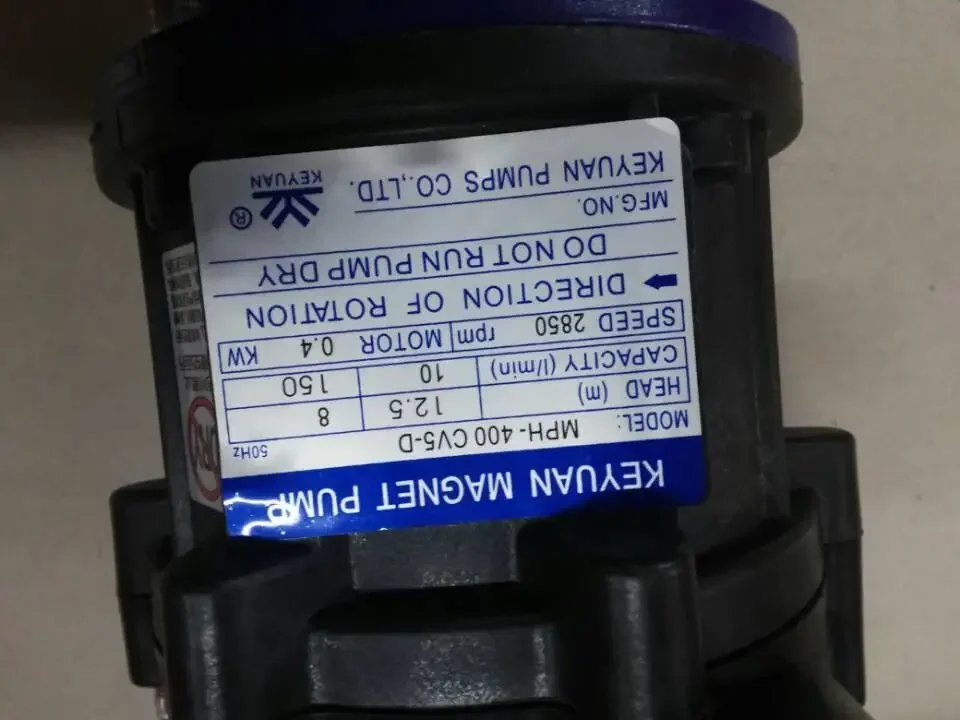 KEYUAN MAGNET PUMP
MODEL: MPH-400 CV5-D 50Hz
HEAD (m) 12.5 8
CAPACITY (l/min) 10 150
SPEED 2850 rpm MOTOR 0.4 KW
DIRECTION OF ROTATION
DO NOT RUN PUMP DRY
MFG.NO.
KEYUAN PUMPS CO.,LTD.
®
KEYUAN
DRY